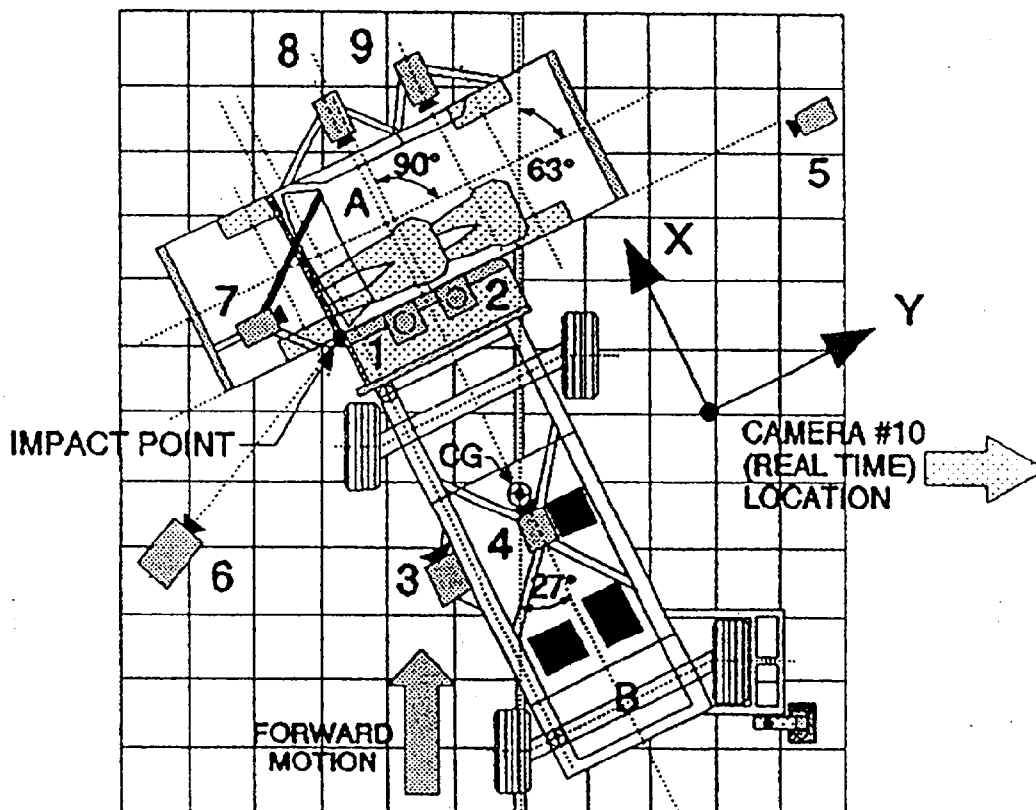 8
9
5
90°
63°
A
X
Y
7
2
1
IMPACT POINT
CAMERA #10
(REAL TIME)
LOCATION
CG
4
6
3
27°
B
FORWARD
MOTION